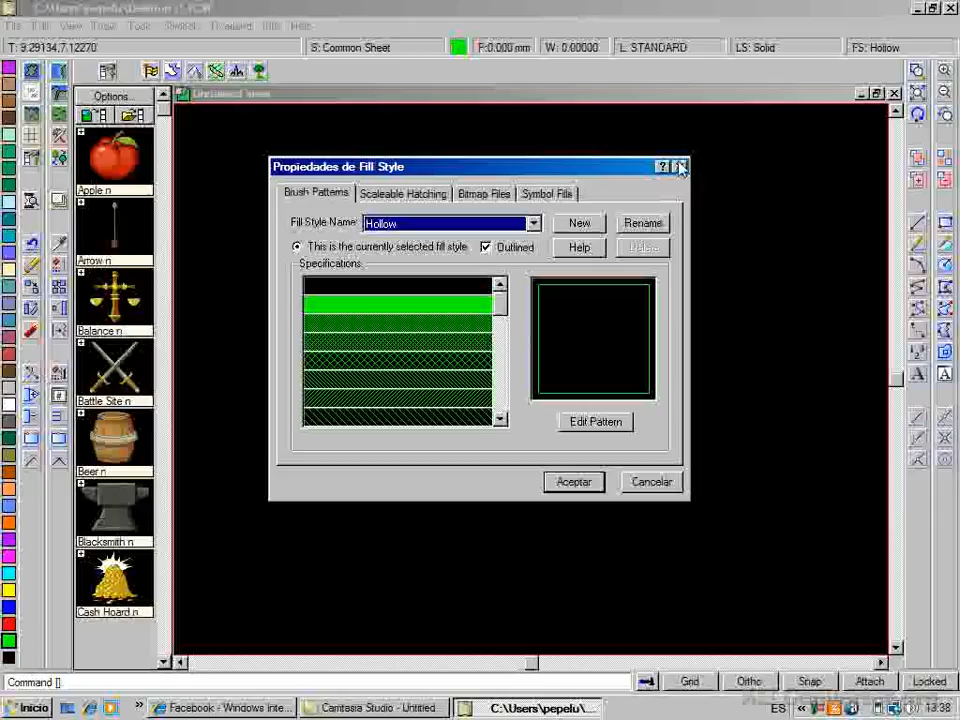 T: 9.29134,7.12270
S: Common Sheet
F:0.000 mm
W: 0.00000
L: STANDARD
LS: Solid
FS: Hollow
Options...
Apple n
Arrow n
Balance n
Battle Site n
Beer n
Blacksmith n
Cash Hoard n
Propiedades de Fill Style
Brush Patterns
Scaleable Hatching
Bitmap Files
Symbol Fills
Fill Style Name:
Hollow
New
Rename
This is the currently selected fill style
Outlined
Help
Delete
Specifications
Edit Pattern
Aceptar
Cancelar
Command []:
Grid
Ortho
Snap
Attach
Locked
Inicio
Facebook - Windows Inte...
Camtasia Studio - Untitled
C:\Users\pepelu\...
ES
13:38